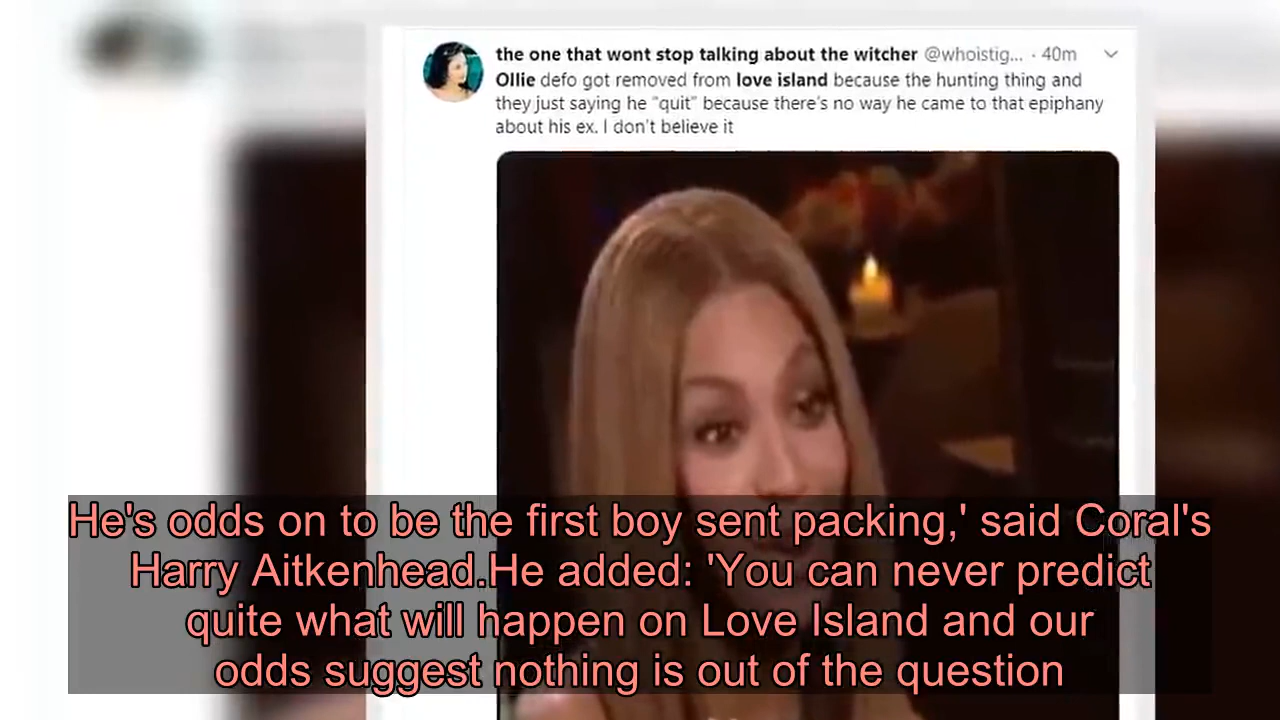 the one that wont stop talking about the witcher @whoistig... · 40m
Ollie defo got removed from love island because the hunting thing and
they just saying he "quit" because there's no way he came to that epiphany
about his ex. I don't believe it
He's odds on to be the first boy sent packing,' said Coral's
Harry Aitkenhead.He added: 'You can never predict
quite what will happen on Love Island and our
odds suggest nothing is out of the question